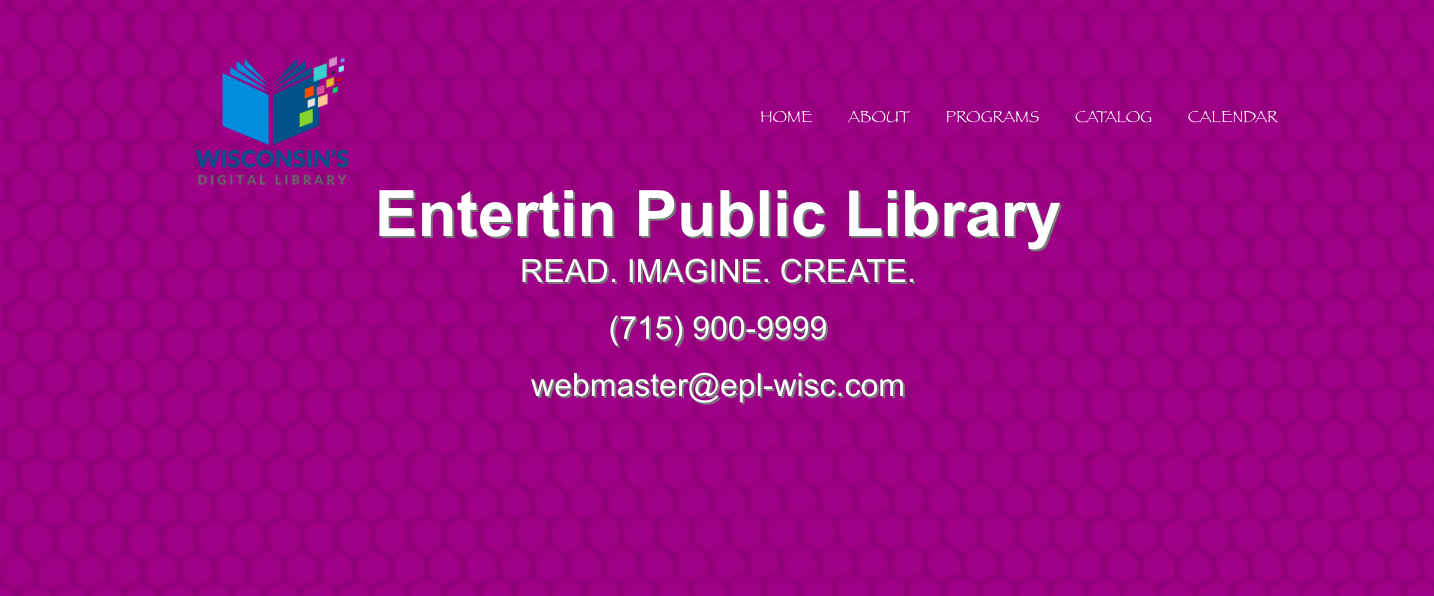 WISCONSIN'S
DIGITAL LIBRARY
HOME ABOUT PROGRAMS CATALOG CALENDAR
Entertin Public Library
READ. IMAGINE. CREATE.
(715) 900-9999
webmaster@epl-wisc.com